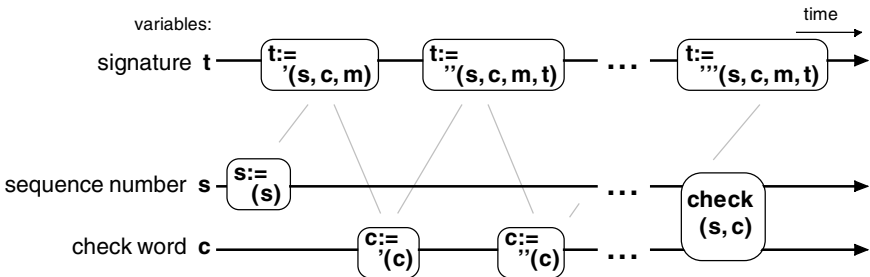 variables:
time
signature t
t:=
'(s, c, m)
t:=
''(s, c, m, t)
...
t:=
'''(s, c, m, t)
sequence number s
s:=
(s)
...
check
(s, c)
check word c
c:=
'(c)
c:=
''(c)
...